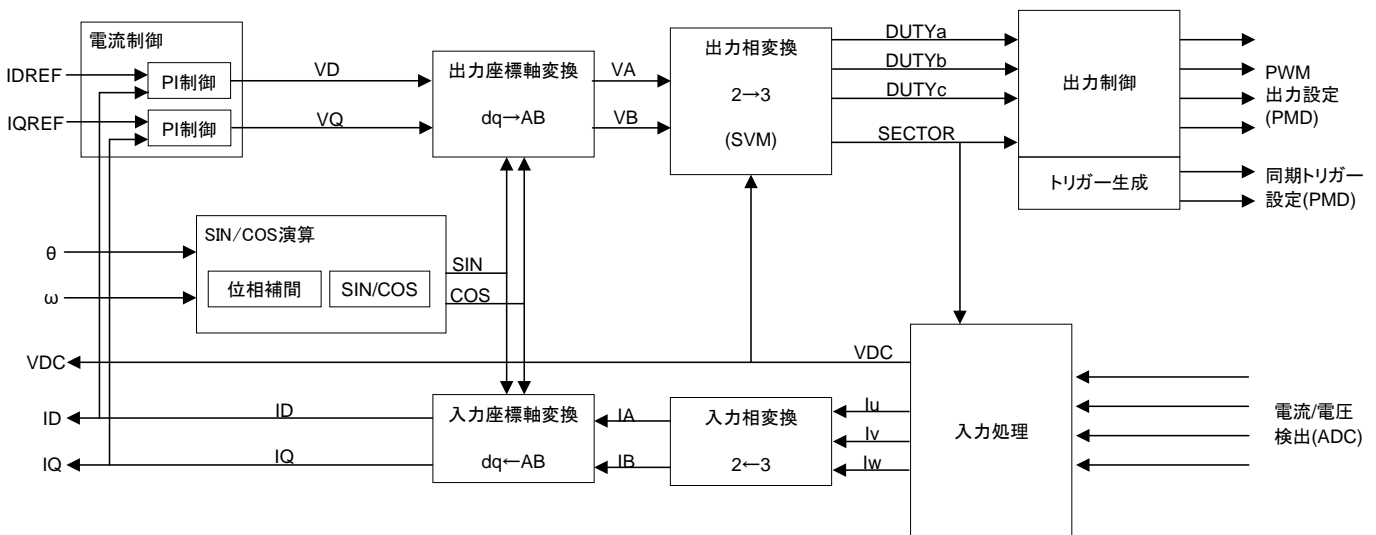 電流制御
IDREF
PI制御
VD
IQREF
PI制御
VQ
出力座標軸変換
dq→AB
VA
VB
出力相変換
2→3
(SVM)
DUTYa
DUTYb
DUTYc
SECTOR
出力制御
トリガー生成
PWM
出力設定
(PMD)
同期トリガー
設定(PMD)
θ
ω
SIN/COS演算
位相補間
SIN/COS
SIN
COS
VDC
VDC
ID
ID
IQ
IQ
入力座標軸変換
dq←AB
IA
IB
入力相変換
2←3
Iu
Iv
Iw
入力処理
電流/電圧
検出(ADC)